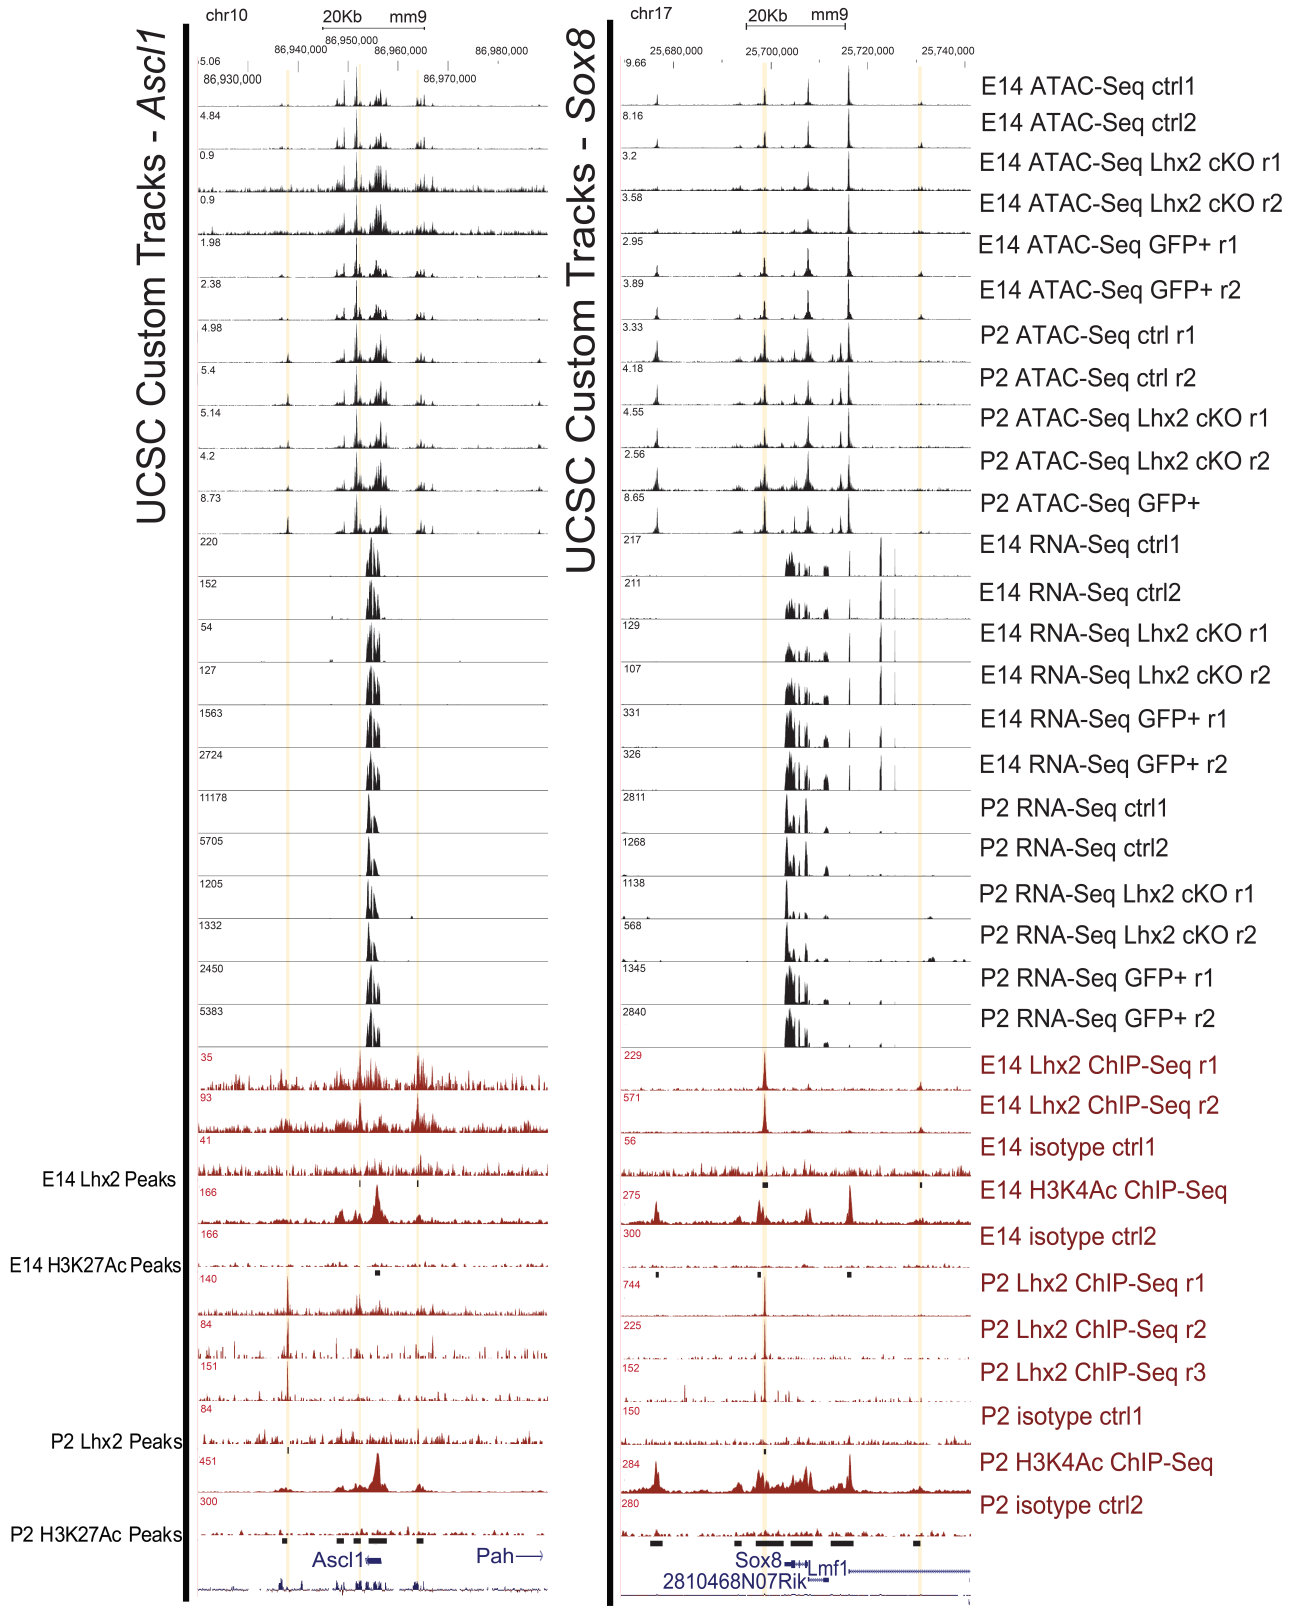 UCSC Custom Tracks - Ascl1
chr10
20Kb mm9
86,950,000
86,940,000 86,960,000 86,980,000
5.06
86,930,000 86,970,000
4.84
0.9
0.9
1.98
2.38
4.98
5.4
5.14
4.2
8.73
220
152
54
127
1563
2724
11178
5705
1205
1332
2450
5383
35
93
41
E14 Lhx2 Peaks
166
166
E14 H3K27Ac Peaks
140
84
151
84
P2 Lhx2 Peaks
451
300
P2 H3K27Ac Peaks
Ascl1 Pah
UCSC Custom Tracks - Sox8
chr17
20Kb mm9
25,680,000 25,700,000 25,720,000 25,740,000
9.66
8.16
3.2
3.58
2.95
3.89
3.33
4.18
4.55
2.56
8.65
217
211
129
107
331
326
2811
1268
1138
568
1345
2840
229
571
56
275
300
744
225
152
150
284
280
Sox8
Lmf1
2810468N07Rik
E14 ATAC-Seq ctrl1
E14 ATAC-Seq ctrl2
E14 ATAC-Seq Lhx2 cKO r1
E14 ATAC-Seq Lhx2 cKO r2
E14 ATAC-Seq GFP+ r1
E14 ATAC-Seq GFP+ r2
P2 ATAC-Seq ctrl r1
P2 ATAC-Seq ctrl r2
P2 ATAC-Seq Lhx2 cKO r1
P2 ATAC-Seq Lhx2 cKO r2
P2 ATAC-Seq GFP+
E14 RNA-Seq ctrl1
E14 RNA-Seq ctrl2
E14 RNA-Seq Lhx2 cKO r1
E14 RNA-Seq Lhx2 cKO r2
E14 RNA-Seq GFP+ r1
E14 RNA-Seq GFP+ r2
P2 RNA-Seq ctrl1
P2 RNA-Seq ctrl2
P2 RNA-Seq Lhx2 cKO r1
P2 RNA-Seq Lhx2 cKO r2
P2 RNA-Seq GFP+ r1
P2 RNA-Seq GFP+ r2
E14 Lhx2 ChIP-Seq r1
E14 Lhx2 ChIP-Seq r2
E14 isotype ctrl1
E14 H3K4Ac ChIP-Seq
E14 isotype ctrl2
P2 Lhx2 ChIP-Seq r1
P2 Lhx2 ChIP-Seq r2
P2 Lhx2 ChIP-Seq r3
P2 isotype ctrl1
P2 H3K4Ac ChIP-Seq
P2 isotype ctrl2